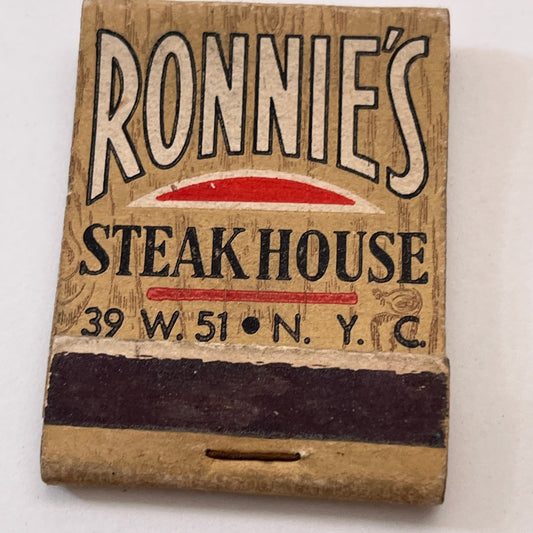 RONNIE'S
STEAK HOUSE
39 W. 51 • N. Y. C.